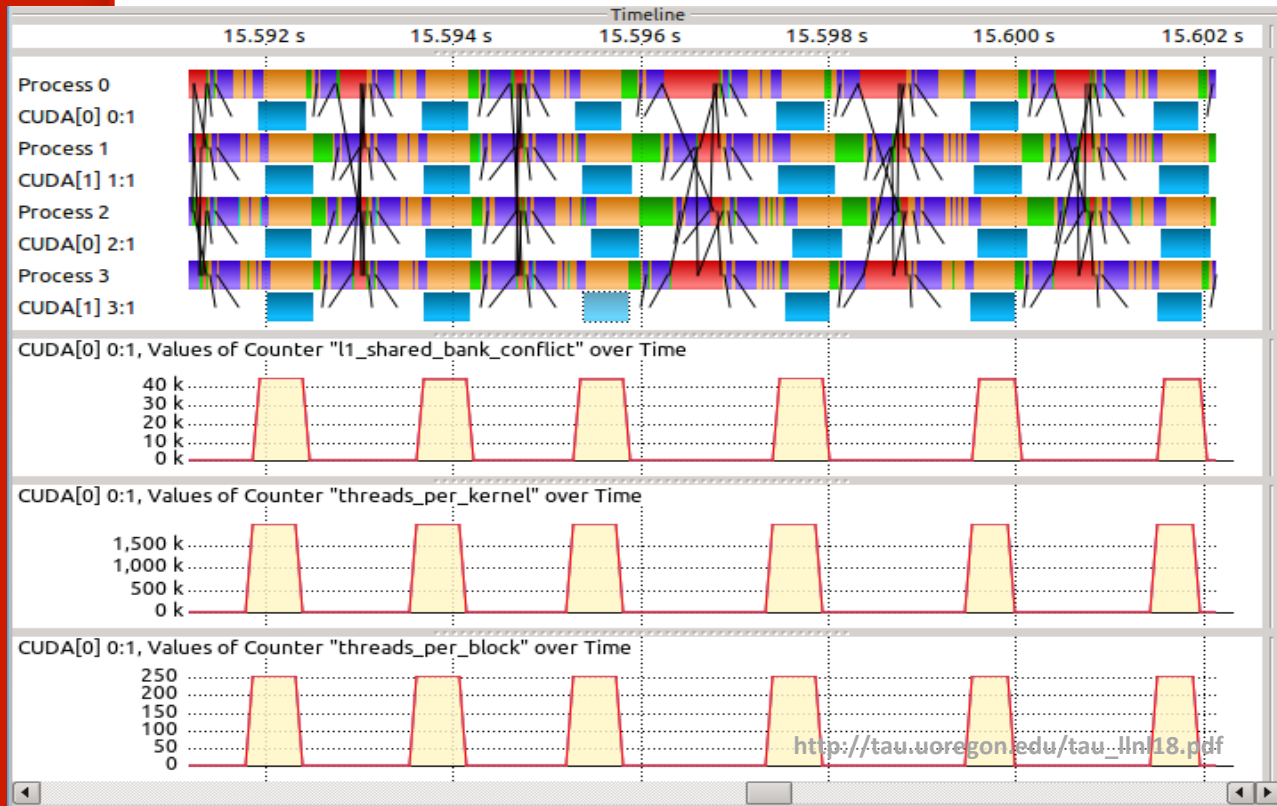 Timeline
15.592 s 15.594 s 15.596 s 15.598 s 15.600 s 15.602 s
Process 0
CUDA[0] 0:1
Process 1
CUDA[1] 1:1
Process 2
CUDA[0] 2:1
Process 3
CUDA[1] 3:1
CUDA[0] 0:1, Values of Counter "l1_shared_bank_conflict" over Time
40 k
30 k
20 k
10 k
0 k
CUDA[0] 0:1, Values of Counter "threads_per_kernel" over Time
1,500 k
1,000 k
500 k
0 k
CUDA[0] 0:1, Values of Counter "threads_per_block" over Time
250
200
150
100
50
0
http://tau.uoregon.edu/tau_llnl18.pdf